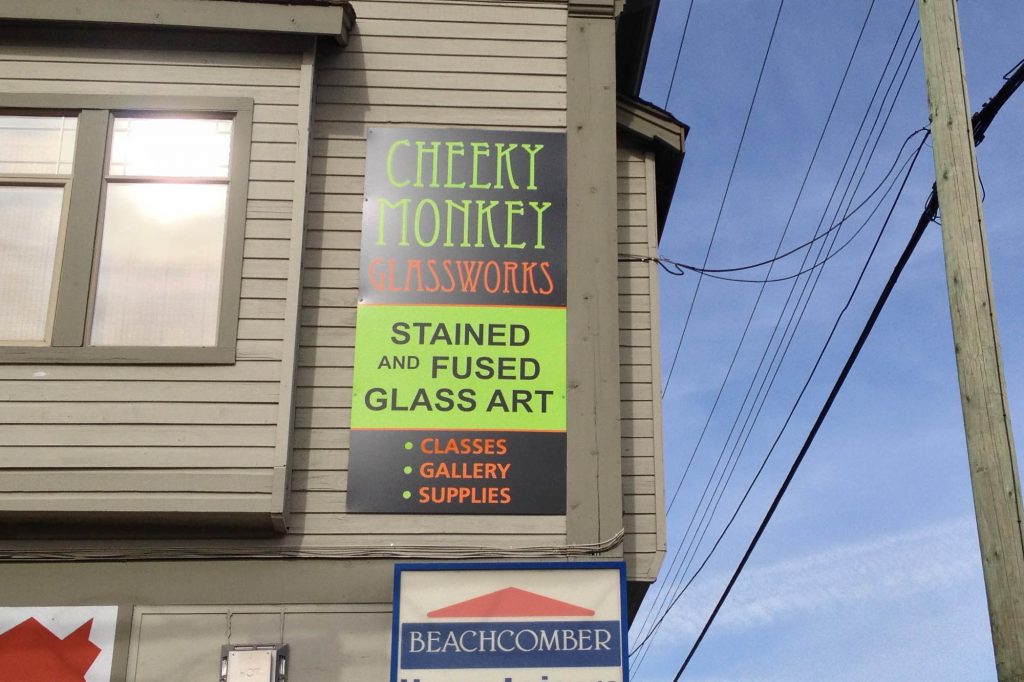 CHEEKY
MONKEY
GLASSWORKS
STAINED
AND FUSED
GLASS ART
• CLASSES
• GALLERY
• SUPPLIES
BEACHCOMBER